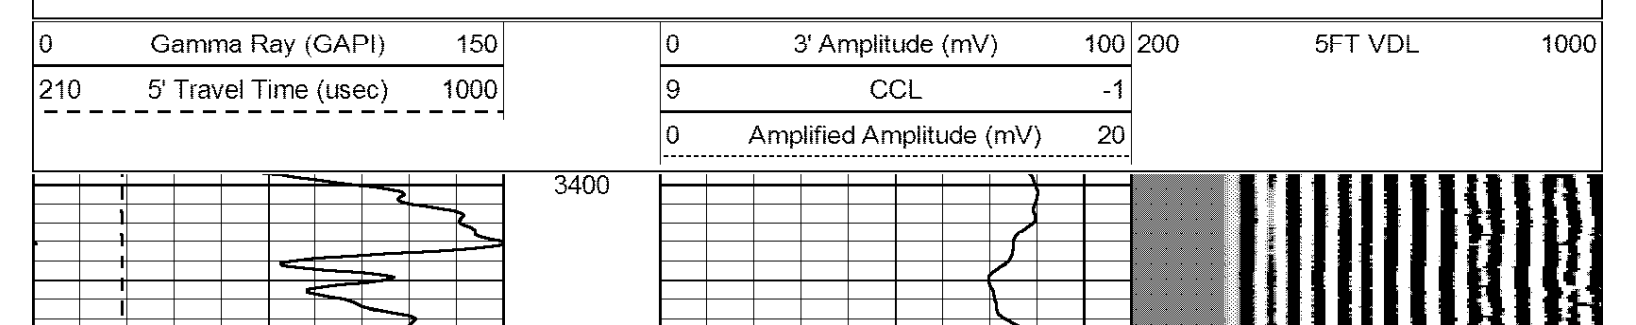 0 Gamma Ray (GAPI) 150 0 3' Amplitude (mV) 100 200 5FT VDL 1000
210 5' Travel Time (usec) 1000 9 CCL -1
0 Amplified Amplitude (mV) 20
3400